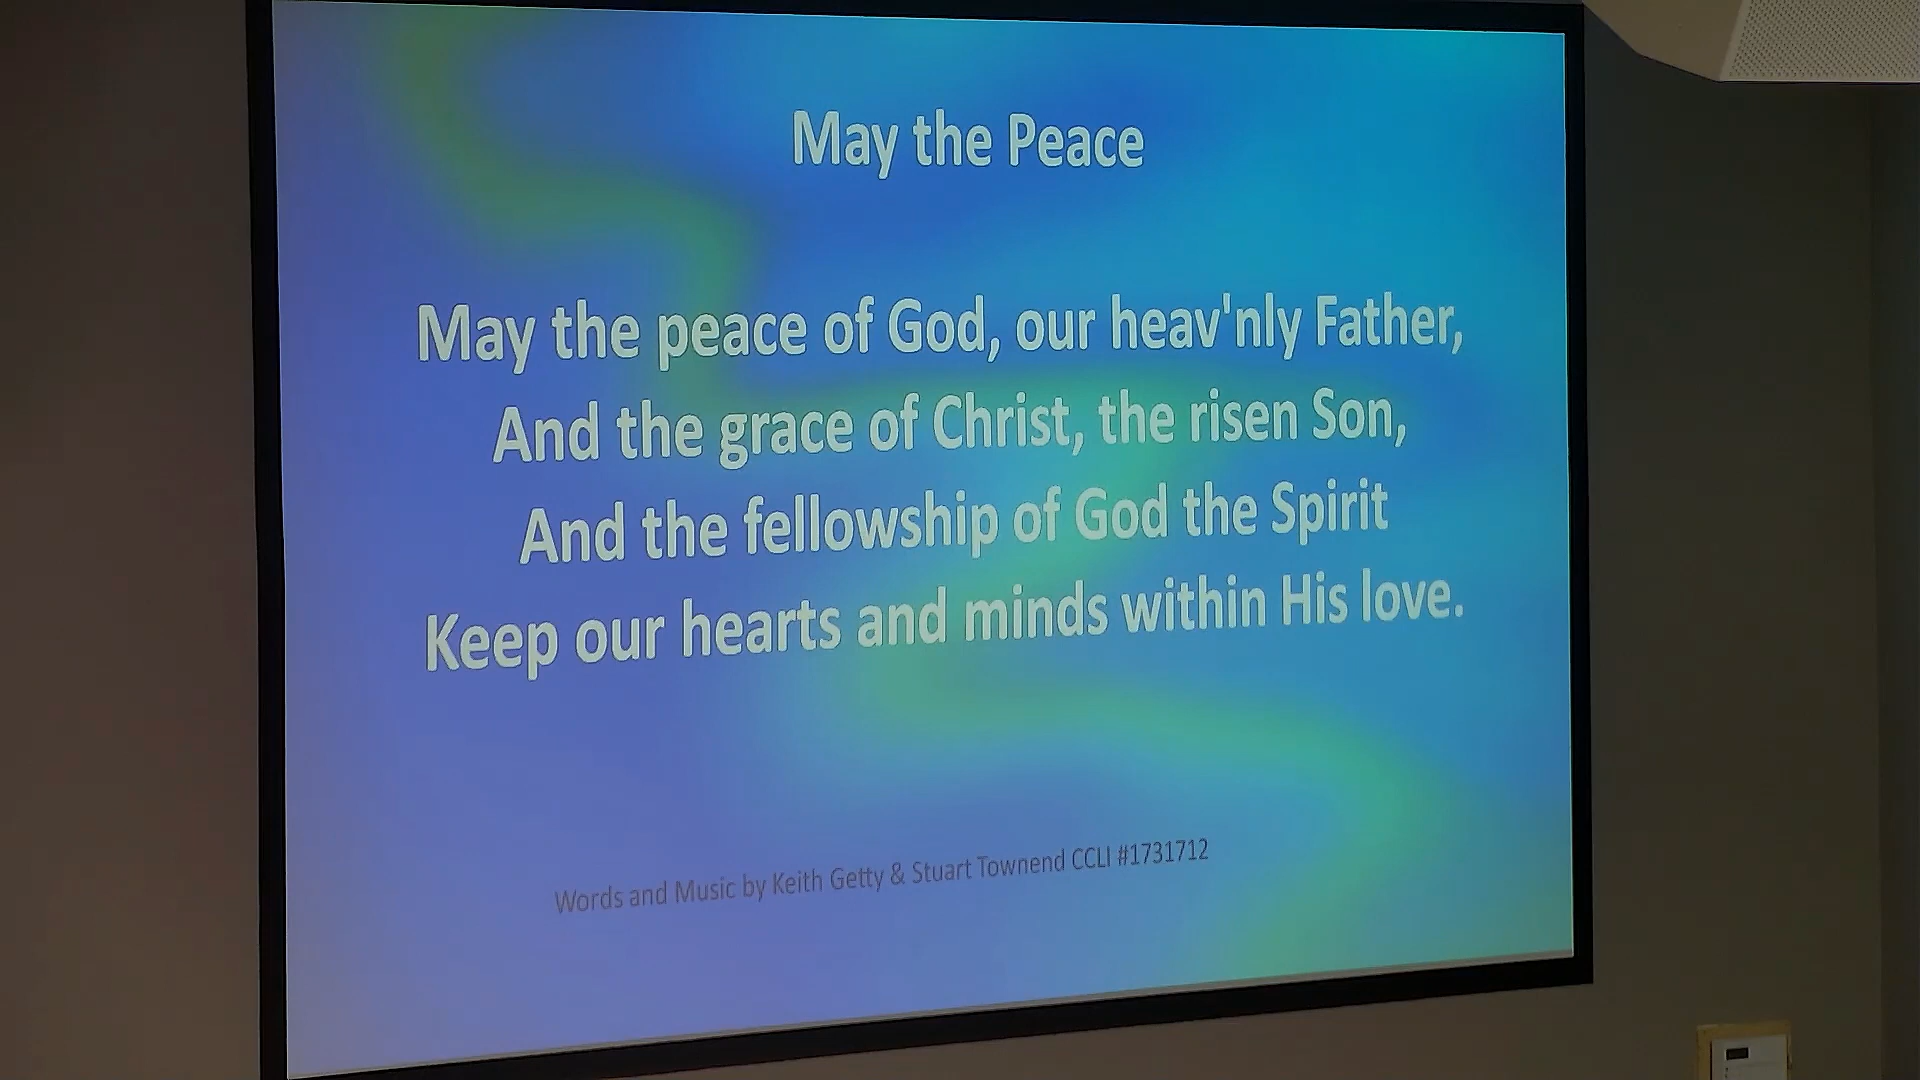 May the Peace
May the peace of God, our heav'nly Father,
And the grace of Christ, the risen Son,
And the fellowship of God the Spirit
Keep our hearts and minds within His love.
Words and Music by Keith Getty & Stuart Townend CCLI #1731712